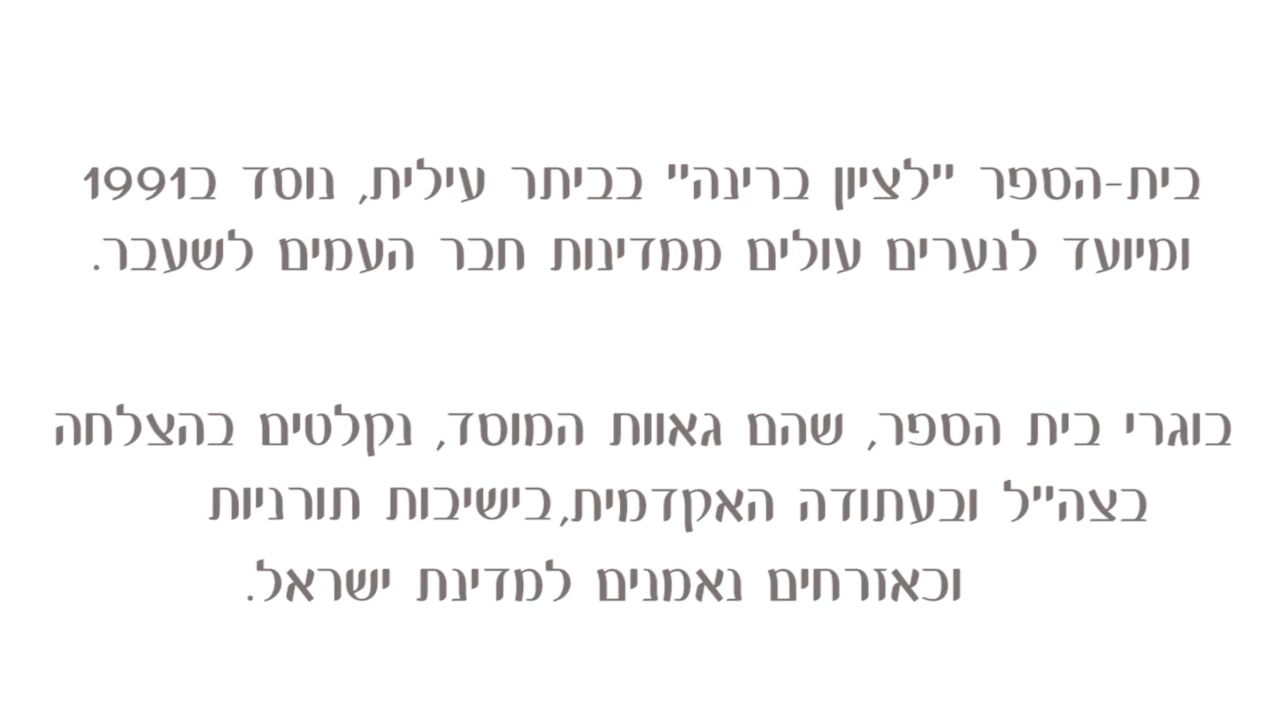 בית-הספר "לציון ברינה" בביתר עילית, נוסד ב1991
ומיועד לנערים עולים ממדינות חבר העמים לשעבר.
בוגרי בית הספר, שהם גאוות המוסד, נקלטים בהצלחה
בצה"ל ובעתודה האקדמית,בישיבות תורניות
וכאזרחים נאמנים למדינת ישראל.